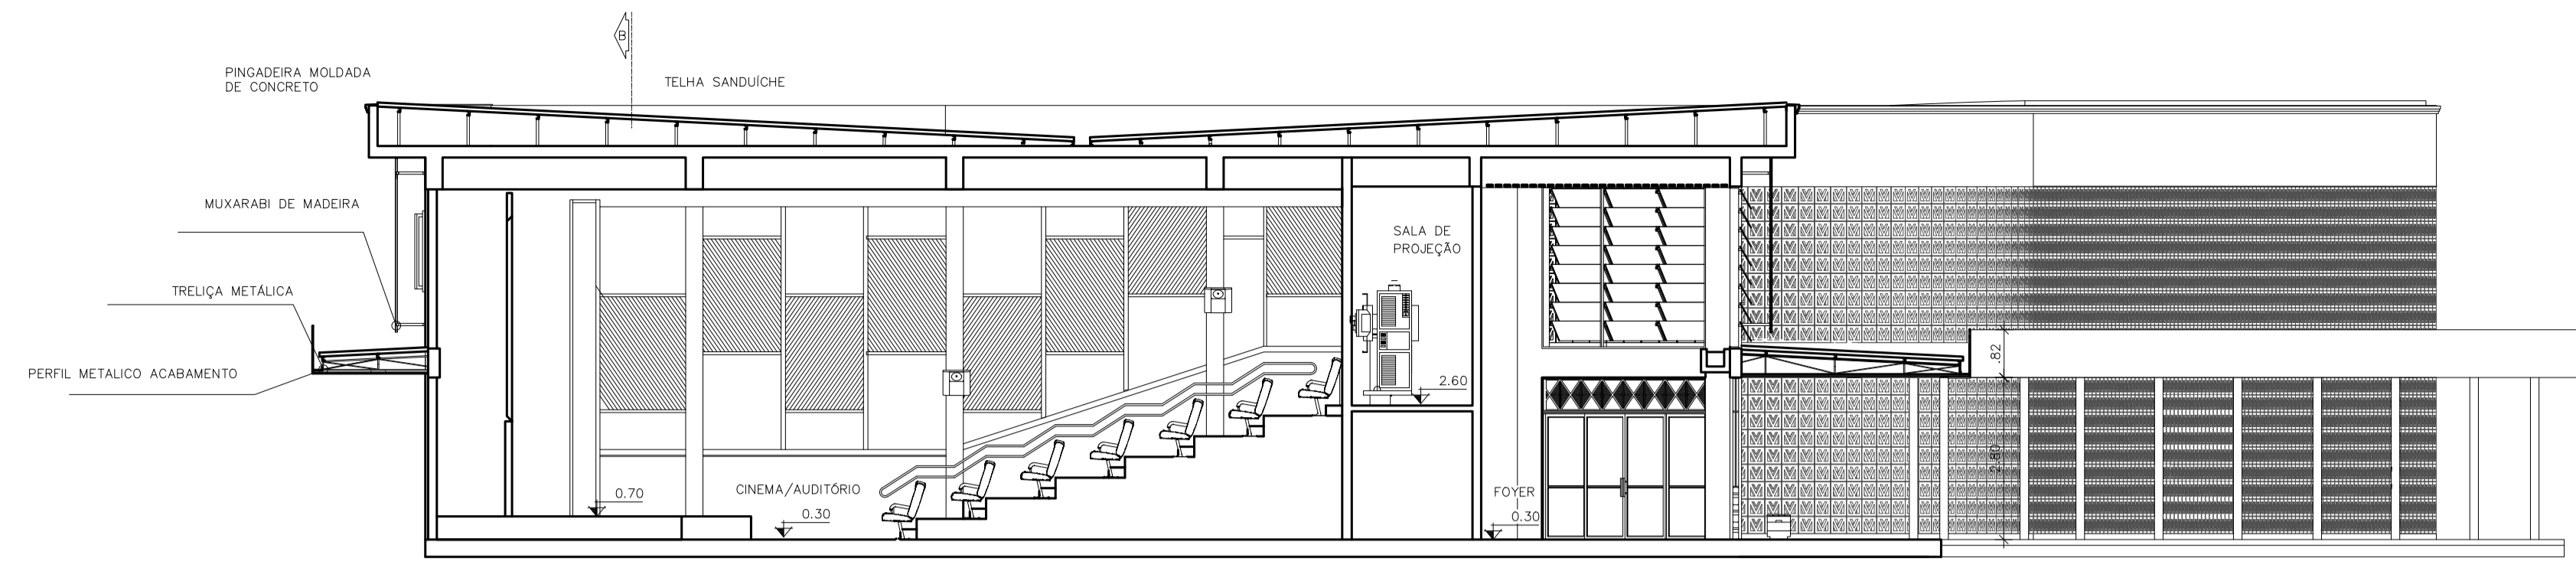 B
PINGADEIRA MOLDADA
DE CONCRETO
TELHA SANDUÍCHE
MUXARABI DE MADEIRA
TRELIÇA METÁLICA
PERFIL METALICO ACABAMENTO
SALA DE
PROJEÇÃO
2.60
.82
2.80
0.70
CINEMA/AUDITÓRIO
0.30
FOYER
0.30